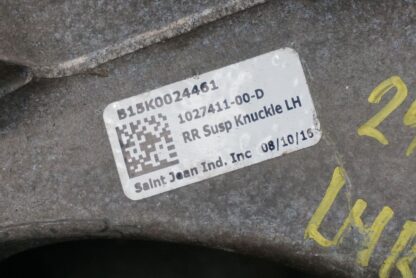 B15K0024461
1027411-00-D
RR Susp Knuckle LH
Saint Jean Ind. Inc 08/10/16